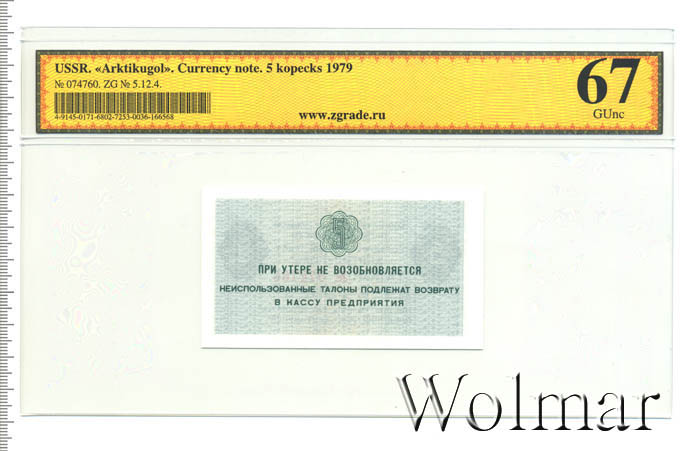 USSR. «Arktikugol». Currency note. 5 kopecks 1979
№ 074760. ZG № 5.12.4.
4-9145-0171-6802-7253-0036-166568
www.zgrade.ru
67
GUnc
5
ПРИ УТЕРЕ НЕ ВОЗОБНОВЛЯЕТСЯ
НЕИСПОЛЬЗОВАННЫЕ ТАЛОНЫ ПОДЛЕЖАТ ВОЗВРАТУ
В КАССУ ПРЕДПРИЯТИЯ
Wolmar